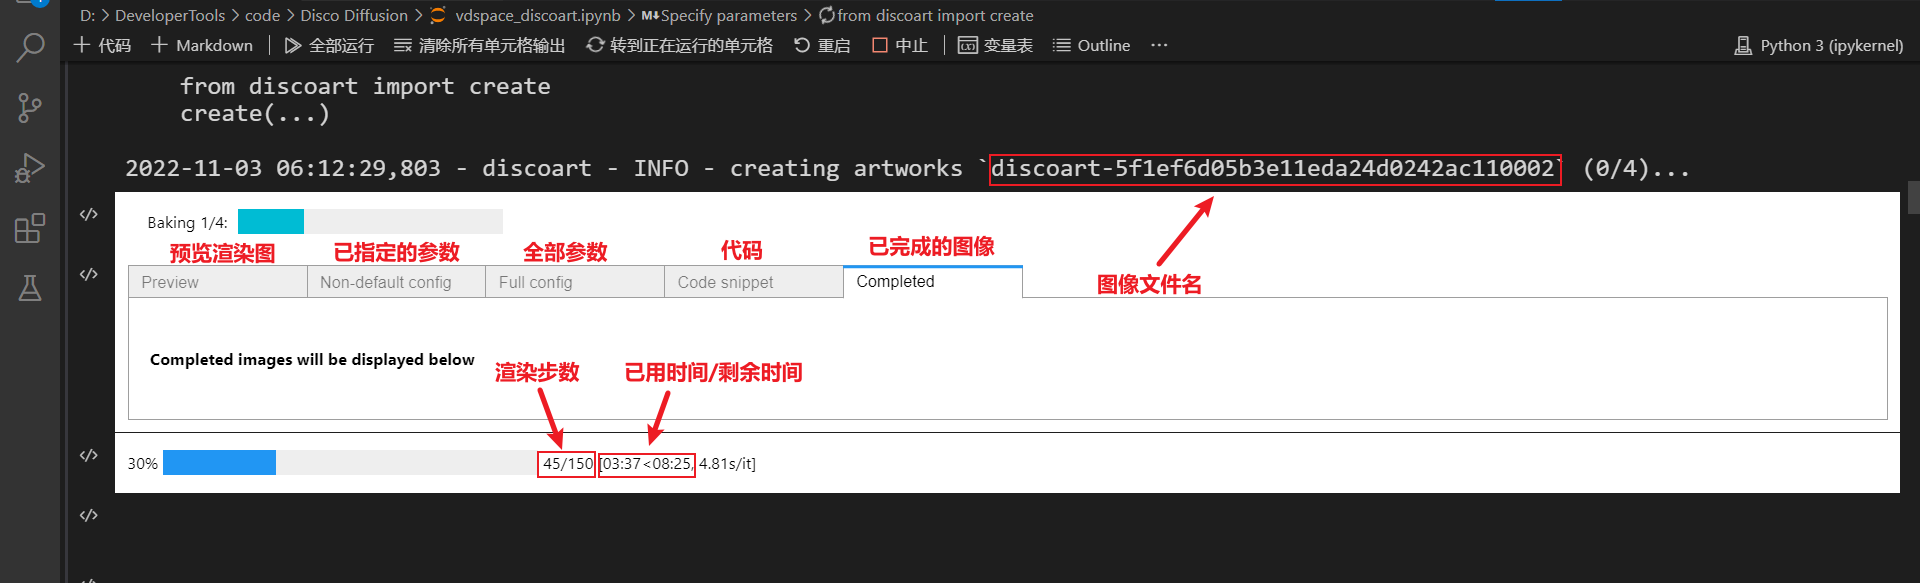 D: > DeveloperTools > code > Disco Diffusion > vdspace_discoart.ipynb > M↓Specify parameters > from discoart import create
+ 代码 + Markdown | 全部运行 清除所有单元格输出 转到正在运行的单元格 重启 中止 | 变量表 Outline ··· Python 3 (ipykernel)
from discoart import create
create(...)
2022-11-03 06:12:29,803 - discoart - INFO - creating artworks `discoart-5f1ef6d05b3e11eda24d0242ac110002` (0/4)...
Baking 1/4:
预览渲染图 已指定的参数 全部参数 代码 已完成的图像
Preview Non-default config Full config Code snippet Completed
图像文件名
Completed images will be displayed below
渲染步数 已用时间/剩余时间
30% 45/150 [03:37<08:25, 4.81s/it]